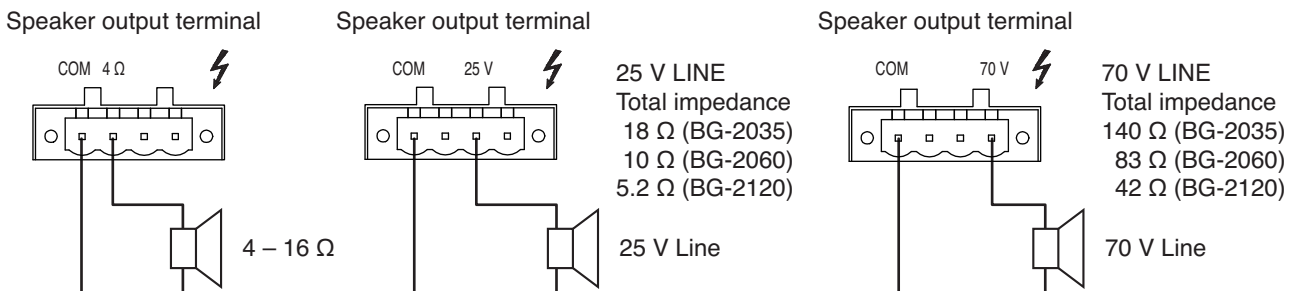 Speaker output terminal
COM 4 Ω
4 – 16 Ω
Speaker output terminal
COM 25 V
25 V LINE
Total impedance
18 Ω (BG-2035)
10 Ω (BG-2060)
5.2 Ω (BG-2120)
25 V Line
Speaker output terminal
COM 70 V
70 V LINE
Total impedance
140 Ω (BG-2035)
83 Ω (BG-2060)
42 Ω (BG-2120)
70 V Line